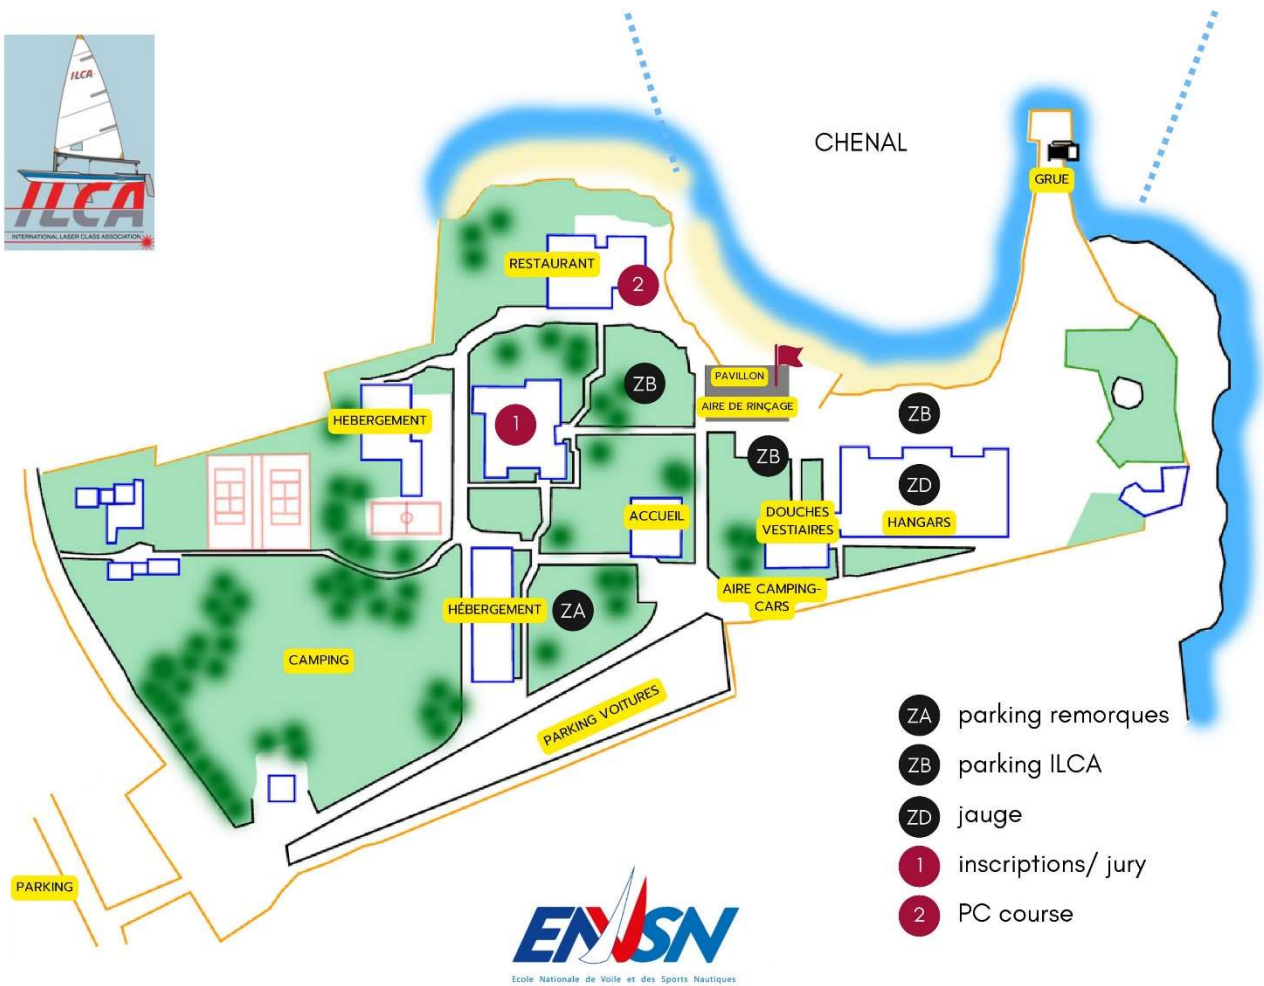 ILCA
ILCA
INTERNATIONAL LASER CLASS ASSOCIATION
CHENAL
GRUE
RESTAURANT
2
ZB
PAVILLON
AIRE DE RINÇAGE
HEBERGEMENT
1
ZB
ZB
ZD
HANGARS
DOUCHES
VESTIAIRES
ACCUEIL
HÉBERGEMENT
ZA
AIRE CAMPING-
CARS
CAMPING
PARKING VOITURES
PARKING
ZA parking remorques
ZB parking ILCA
ZD jauge
1 inscriptions/ jury
2 PC course
ENVSN
Ecole Nationale de Voile et des Sports Nautiques